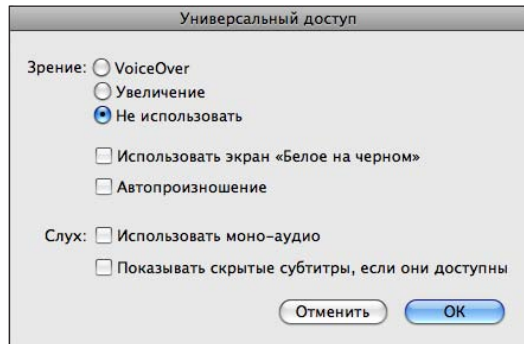 Универсальный доступ
Зрение: VoiceOver
Увеличение
Не использовать
Использовать экран «Белое на черном»
Автопроизношение
Слух: Использовать моно-аудио
Показывать скрытые субтитры, если они доступны
Отменить OK